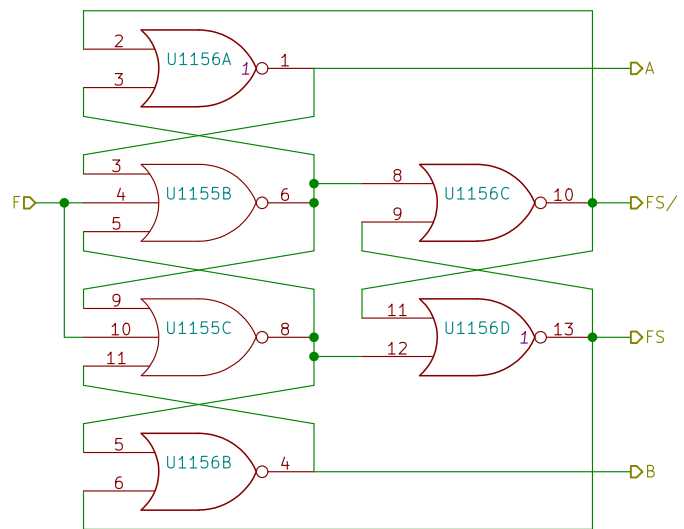 2 U1156A 1 1 A
3
3 U1155B 8 U1156C
F 4 6 10 FS/
5 9
9 U1155C 11 U1156D
10 8 1 13 FS
11 12
5 U1156B
4 B
6